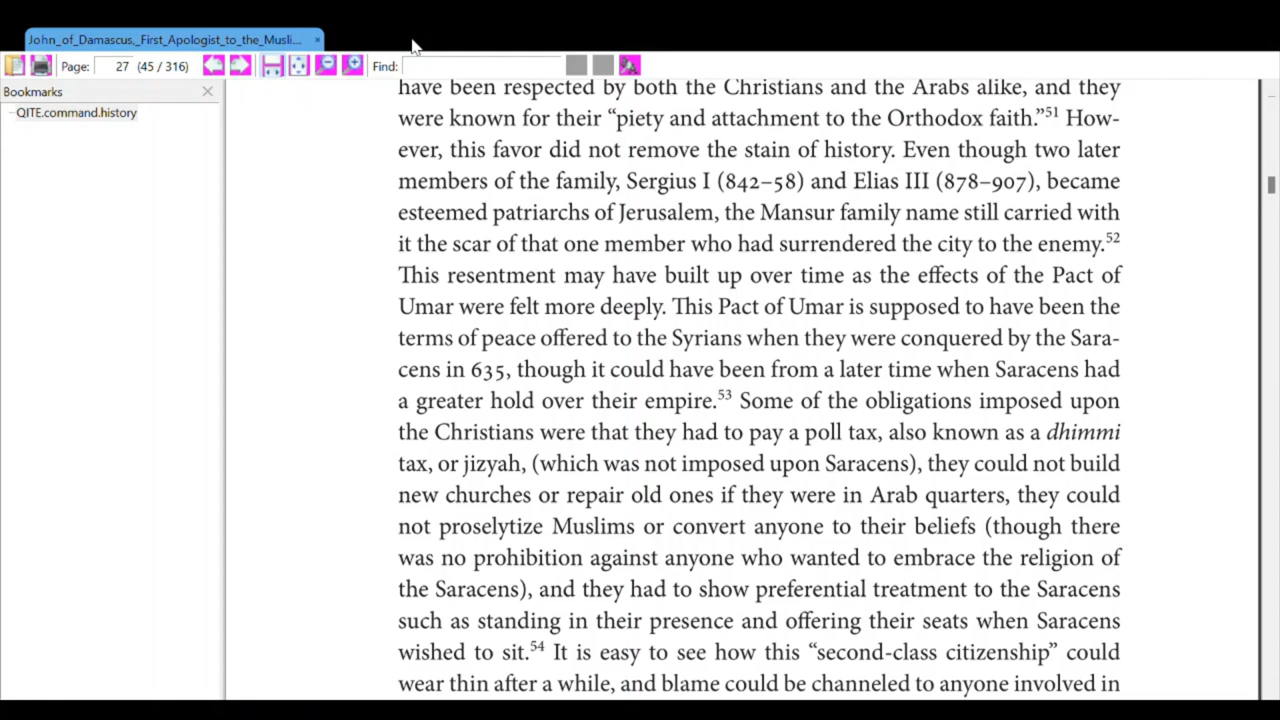 John_of_Damascus,_First_Apologist_to_the_Musli... ×
Page: 27 (45 / 316) Find:
Bookmarks
QITE.command.history
have been respected by both the Christians and the Arabs alike, and they
were known for their “piety and attachment to the Orthodox faith.”51 How-
ever, this favor did not remove the stain of history. Even though two later
members of the family, Sergius I (842–58) and Elias III (878–907), became
esteemed patriarchs of Jerusalem, the Mansur family name still carried with
it the scar of that one member who had surrendered the city to the enemy.52
This resentment may have built up over time as the effects of the Pact of
Umar were felt more deeply. This Pact of Umar is supposed to have been the
terms of peace offered to the Syrians when they were conquered by the Sara-
cens in 635, though it could have been from a later time when Saracens had
a greater hold over their empire.53 Some of the obligations imposed upon
the Christians were that they had to pay a poll tax, also known as a dhimmi
tax, or jizyah, (which was not imposed upon Saracens), they could not build
new churches or repair old ones if they were in Arab quarters, they could
not proselytize Muslims or convert anyone to their beliefs (though there
was no prohibition against anyone who wanted to embrace the religion of
the Saracens), and they had to show preferential treatment to the Saracens
such as standing in their presence and offering their seats when Saracens
wished to sit.54 It is easy to see how this “second-class citizenship” could
wear thin after a while, and blame could be channeled to anyone involved in